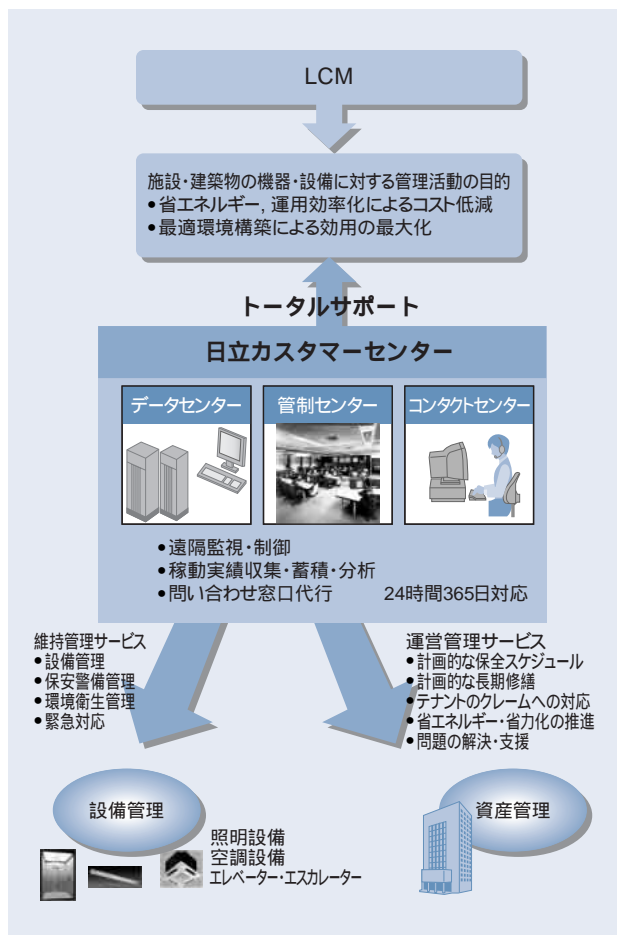 LCM
施設・建築物の機器・設備に対する管理活動の目的
●省エネルギー, 運用効率化によるコスト低減
●最適環境構築による効用の最大化
トータルサポート
日立カスタマーセンター
データセンター
管制センター
コンタクトセンター
●遠隔監視・制御
●稼動実績収集・蓄積・分析
●問い合わせ窓口代行 24時間365日対応
維持管理サービス
●設備管理
●保安警備管理
●環境衛生管理
●緊急対応
運営管理サービス
●計画的な保全スケジュール
●計画的な長期修繕
●テナントのクレームへの対応
●省エネルギー・省力化の推進
●問題の解決・支援
設備管理
照明設備
空調設備
エレベーター・エスカレーター
資産管理